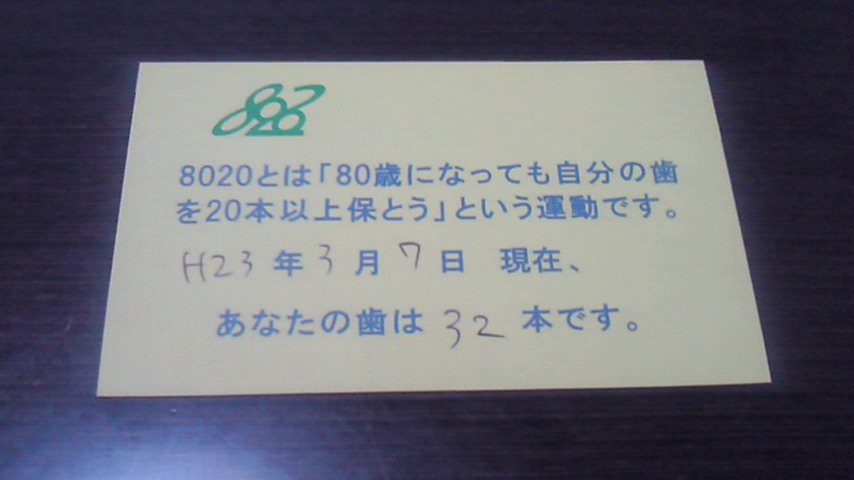 8020
8020とは「80歳になっても自分の歯
を20本以上保とう」という運動です。
H23年3月7日 現在、
あなたの歯は 32 本です。